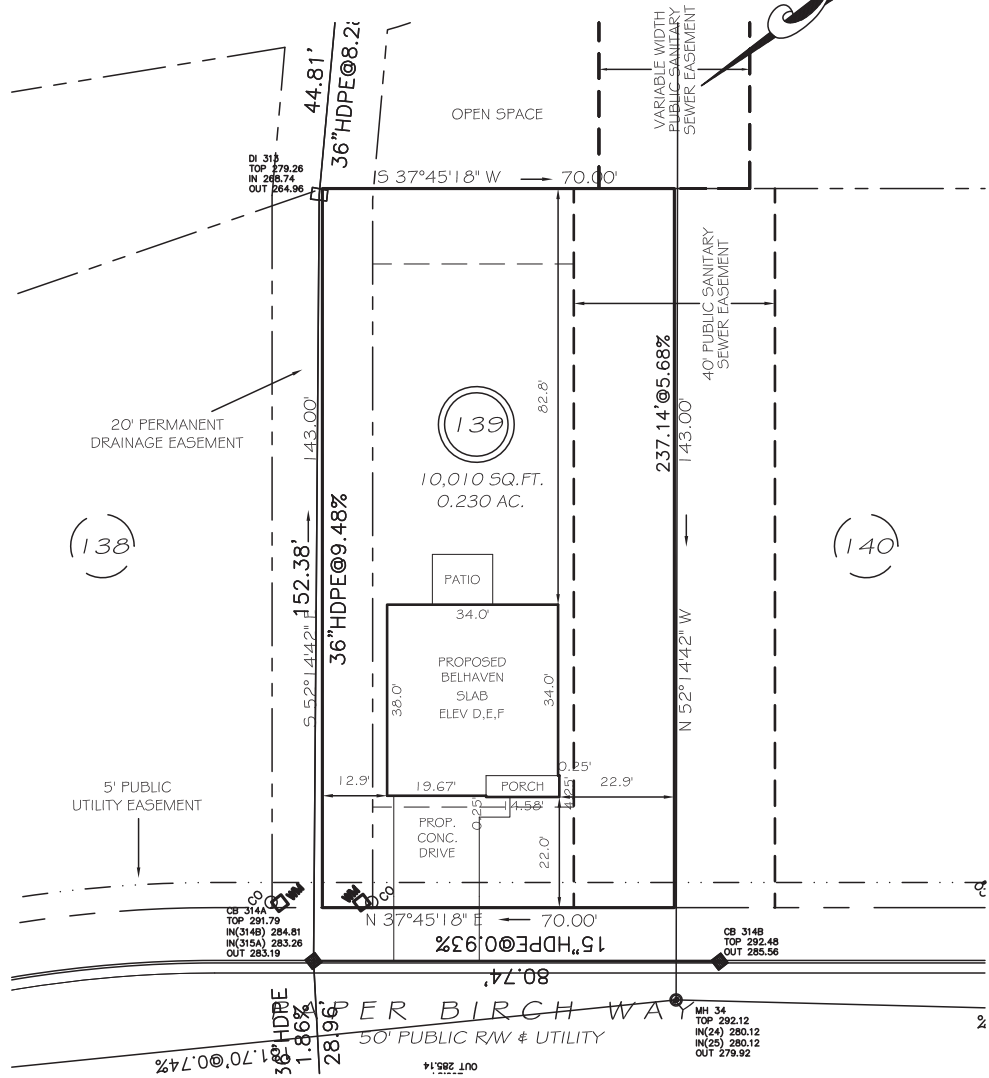 44.81'
36"HDPE@8.2
VARIABLE WIDTH
PUBLIC SANITARY
SEWER EASEMENT
OPEN SPACE
DI 313
TOP 279.26
IN 268.74
OUT 264.96
S 37°45'18" W
70.00'
40' PUBLIC SANITARY
SEWER EASEMENT
20' PERMANENT
DRAINAGE EASEMENT
143.00'
82.8'
237.14'@5.68%
143.00'
139
10,010 SQ.FT.
0.230 AC.
138
140
152.38'
36"HDPE@9.48%
S 52°14'42" E
N 52°14'42" W
PATIO
34.0'
PROPOSED
BELHAVEN
SLAB
ELEV D,E,F
38.0'
34.0'
12.9'
19.67'
PORCH
0.25'
4.25'
22.9'
14.58'
0.25'
PROP.
CONC.
DRIVE
22.0'
5' PUBLIC
UTILITY EASEMENT
CO
WM
WM
CO
CB 314A
TOP 291.79
IN(314B) 284.81
IN(315A) 283.26
OUT 283.19
N 37°45'18" E
70.00'
15"HDPE@0.93%
80.74'
CB 314B
TOP 292.48
OUT 285.56
PER BIRCH WAY
50' PUBLIC R/W & UTILITY
MH 34
TOP 292.12
IN(24) 280.12
IN(25) 280.12
OUT 279.92
36"HDPE
1.86%
28.96'
1.70'@0.74%
OUT 285.14